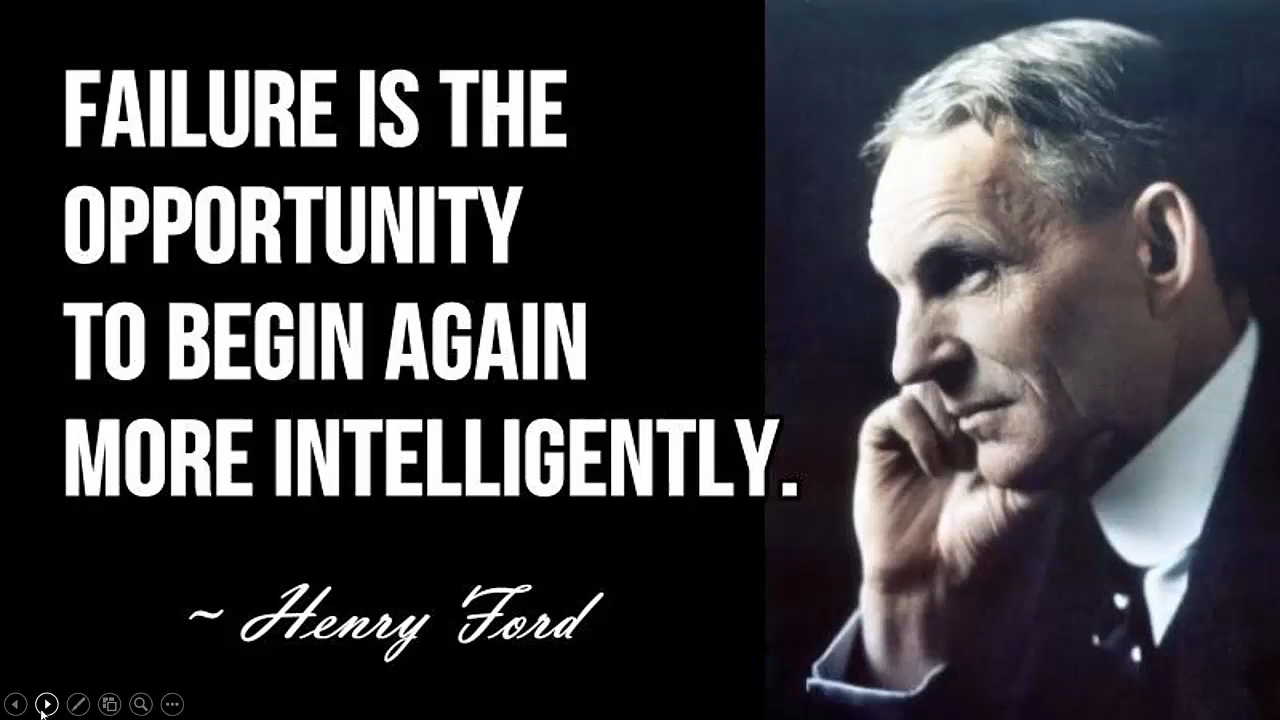 FAILURE IS THE
OPPORTUNITY
TO BEGIN AGAIN
MORE INTELLIGENTLY.
~ Henry Ford